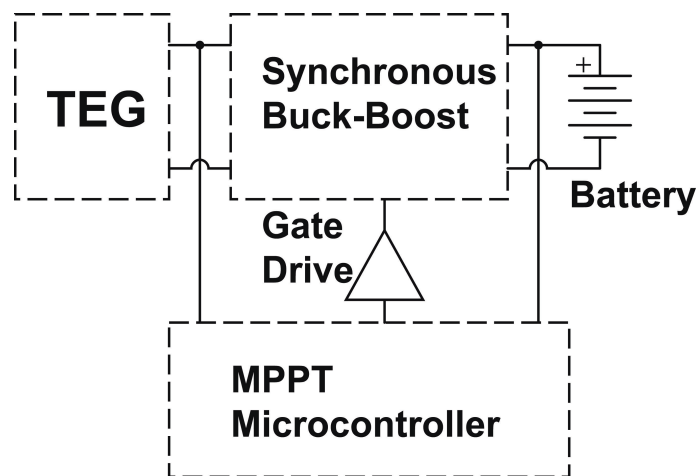 TEG
Synchronous
Buck-Boost
+
Battery
Gate
Drive
MPPT
Microcontroller